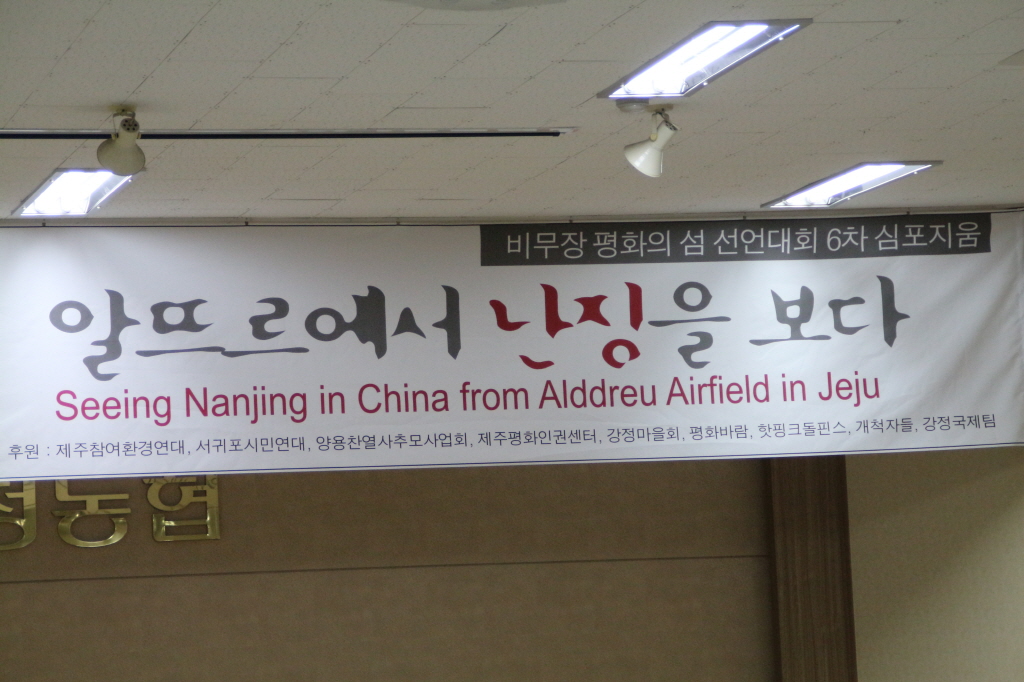 비무장 평화의 섬 선언대회 6차 심포지움
알뜨르에서 난징을 보다
Seeing Nanjing in China from Alddreu Airfield in Jeju
후원 : 제주참여환경연대, 서귀포시민연대, 양용찬열사추모사업회, 제주평화인권센터, 강정마을회, 평화바람, 핫핑크돌핀스, 개척자들, 강정국제팀
농협